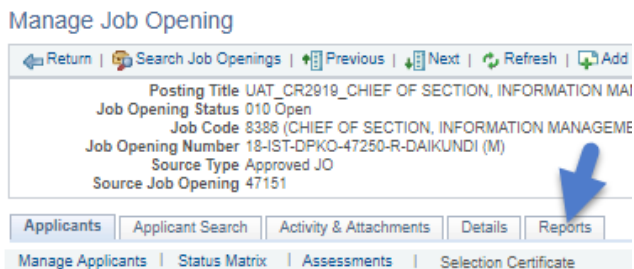 Manage Job Opening
Return | Search Job Openings | Previous | Next | Refresh | Add
Posting Title UAT_CR2919_CHIEF OF SECTION, INFORMATION MA
Job Opening Status 010 Open
Job Code 8386 (CHIEF OF SECTION, INFORMATION MANAGEME
Job Opening Number 18-IST-DPKO-47250-R-DAIKUNDI (M)
Source Type Approved JO
Source Job Opening 47151
Applicants Applicant Search Activity & Attachments Details Reports
Manage Applicants | Status Matrix | Assessments | Selection Certificate